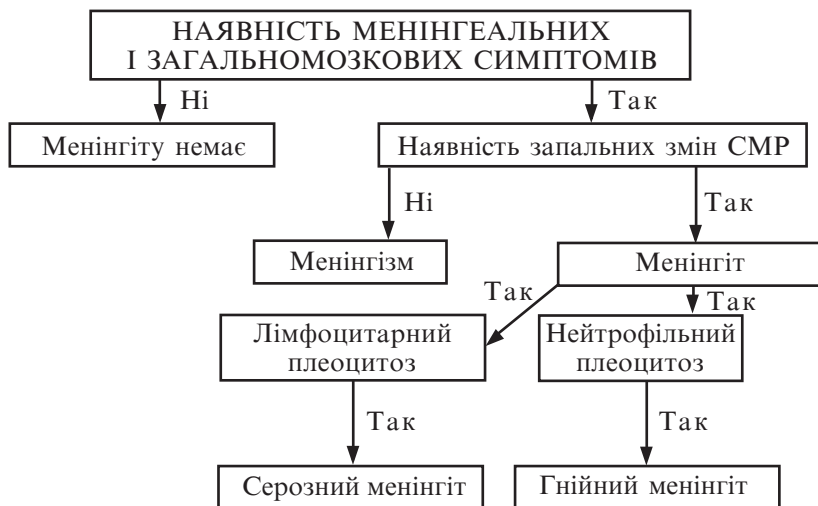 НАЯВНІСТЬ МЕНІНГЕАЛЬНИХ
І ЗАГАЛЬНОМОЗКОВИХ СИМПТОМІВ
Ні
Так
Менінгіту немає
Наявність запальних змін СМР
Ні
Так
Менінгізм
Менінгіт
Так
Так
Лімфоцитарний
плеоцитоз
Нейтрофільний
плеоцитоз
Так
Так
Серозний менінгіт
Гнійний менінгіт